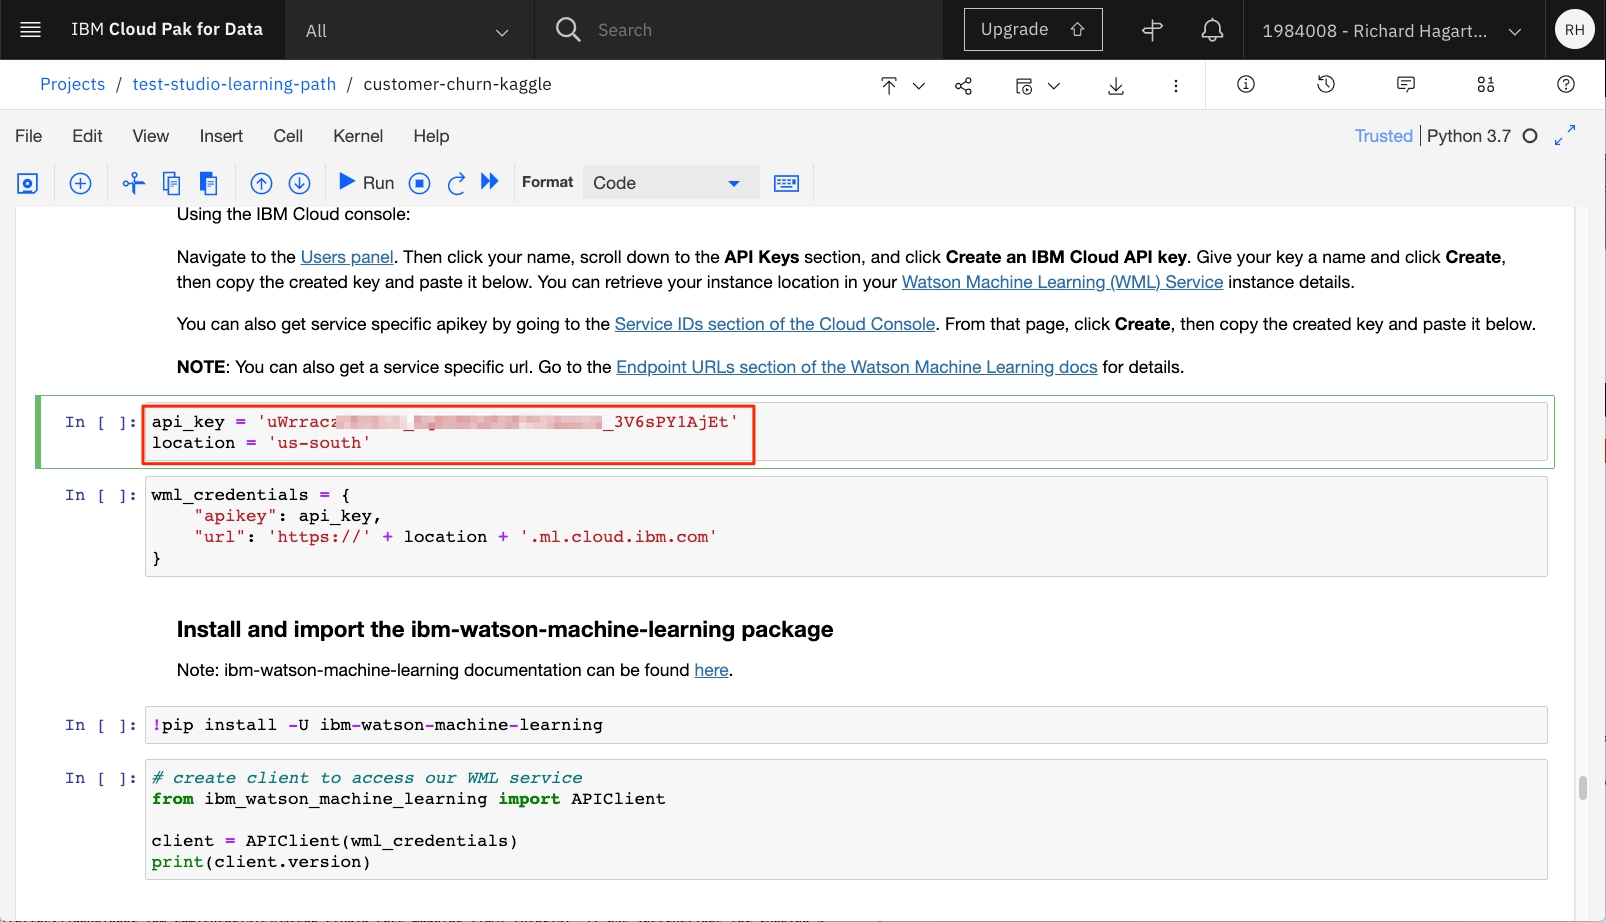 IBM Cloud Pak for Data
All
Search
Upgrade
1984008 - Richard Hagart...
RH
Projects / test-studio-learning-path / customer-churn-kaggle
File Edit View Insert Cell Kernel Help
Trusted Python 3.7
Run
Format
Code
Using the IBM Cloud console:
Navigate to the Users panel. Then click your name, scroll down to the API Keys section, and click Create an IBM Cloud API key. Give your key a name and click Create,
then copy the created key and paste it below. You can retrieve your instance location in your Watson Machine Learning (WML) Service instance details.
You can also get service specific apikey by going to the Service IDs section of the Cloud Console. From that page, click Create, then copy the created key and paste it below.
NOTE: You can also get a service specific url. Go to the Endpoint URLs section of the Watson Machine Learning docs for details.
In [ ]: api_key = 'uWrracz _3V6sPY1AjEt'
location = 'us-south'
In [ ]: wml_credentials = {
"apikey": api_key,
"url": 'https://' + location + '.ml.cloud.ibm.com'
}
Install and import the ibm-watson-machine-learning package
Note: ibm-watson-machine-learning documentation can be found here.
In [ ]: !pip install -U ibm-watson-machine-learning
In [ ]: # create client to access our WML service
from ibm_watson_machine_learning import APIClient
client = APIClient(wml_credentials)
print(client.version)